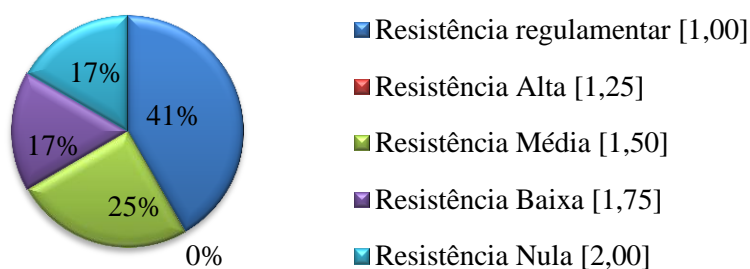 17%
41%
17%
25%
0%
Resistência regulamentar [1,00]
Resistência Alta [1,25]
Resistência Média [1,50]
Resistência Baixa [1,75]
Resistência Nula [2,00]